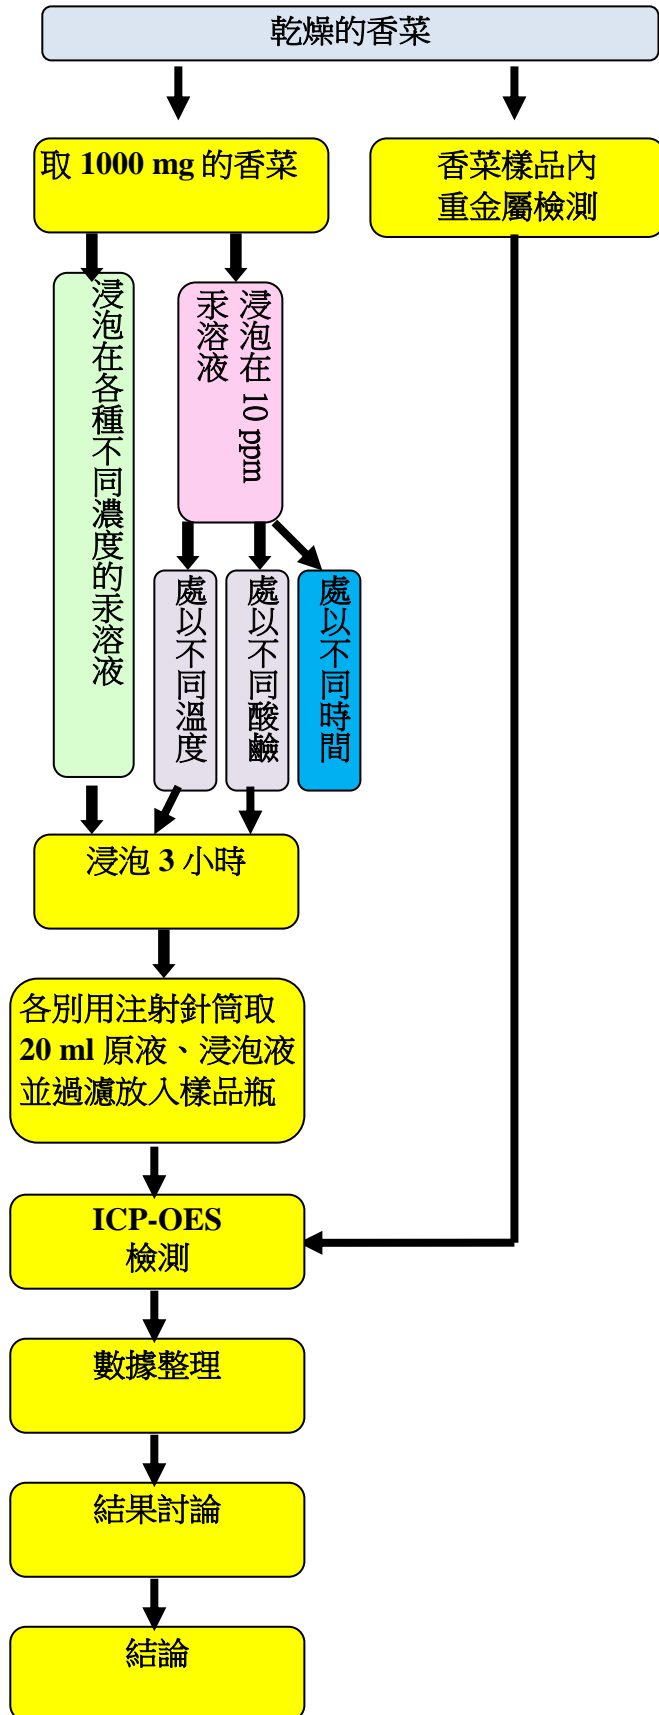 乾燥的香菜
取 1000 mg 的香菜
香菜樣品內
重金屬檢測
浸泡在各種不同濃度的汞溶液
浸泡在 10 ppm
汞溶液
處以不同溫度
處以不同酸鹼
處以不同時間
浸泡 3 小時
各別用注射針筒取
20 ml 原液、浸泡液
並過濾放入樣品瓶
ICP-OES
檢測
數據整理
結果討論
結論